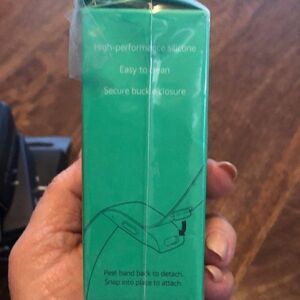 High-performance silicone
Easy to clean
Secure buckle closure
Peel band back to detach.
Snap into place to attach.